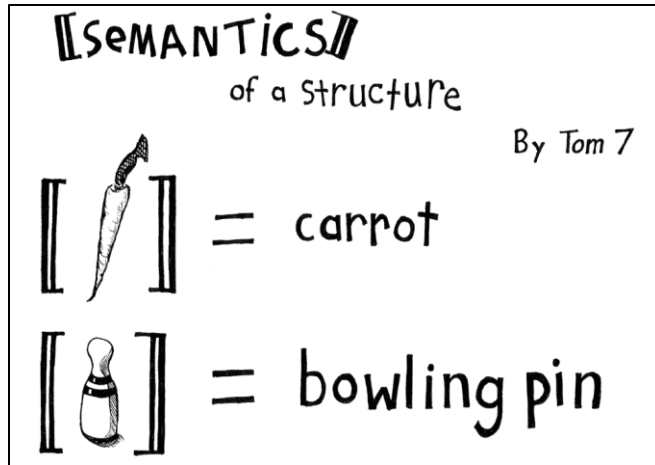 ⟦SeMANTiCS⟧
of a structure
By Tom 7
⟦ ⟧ = carrot
⟦ ⟧ = bowling pin